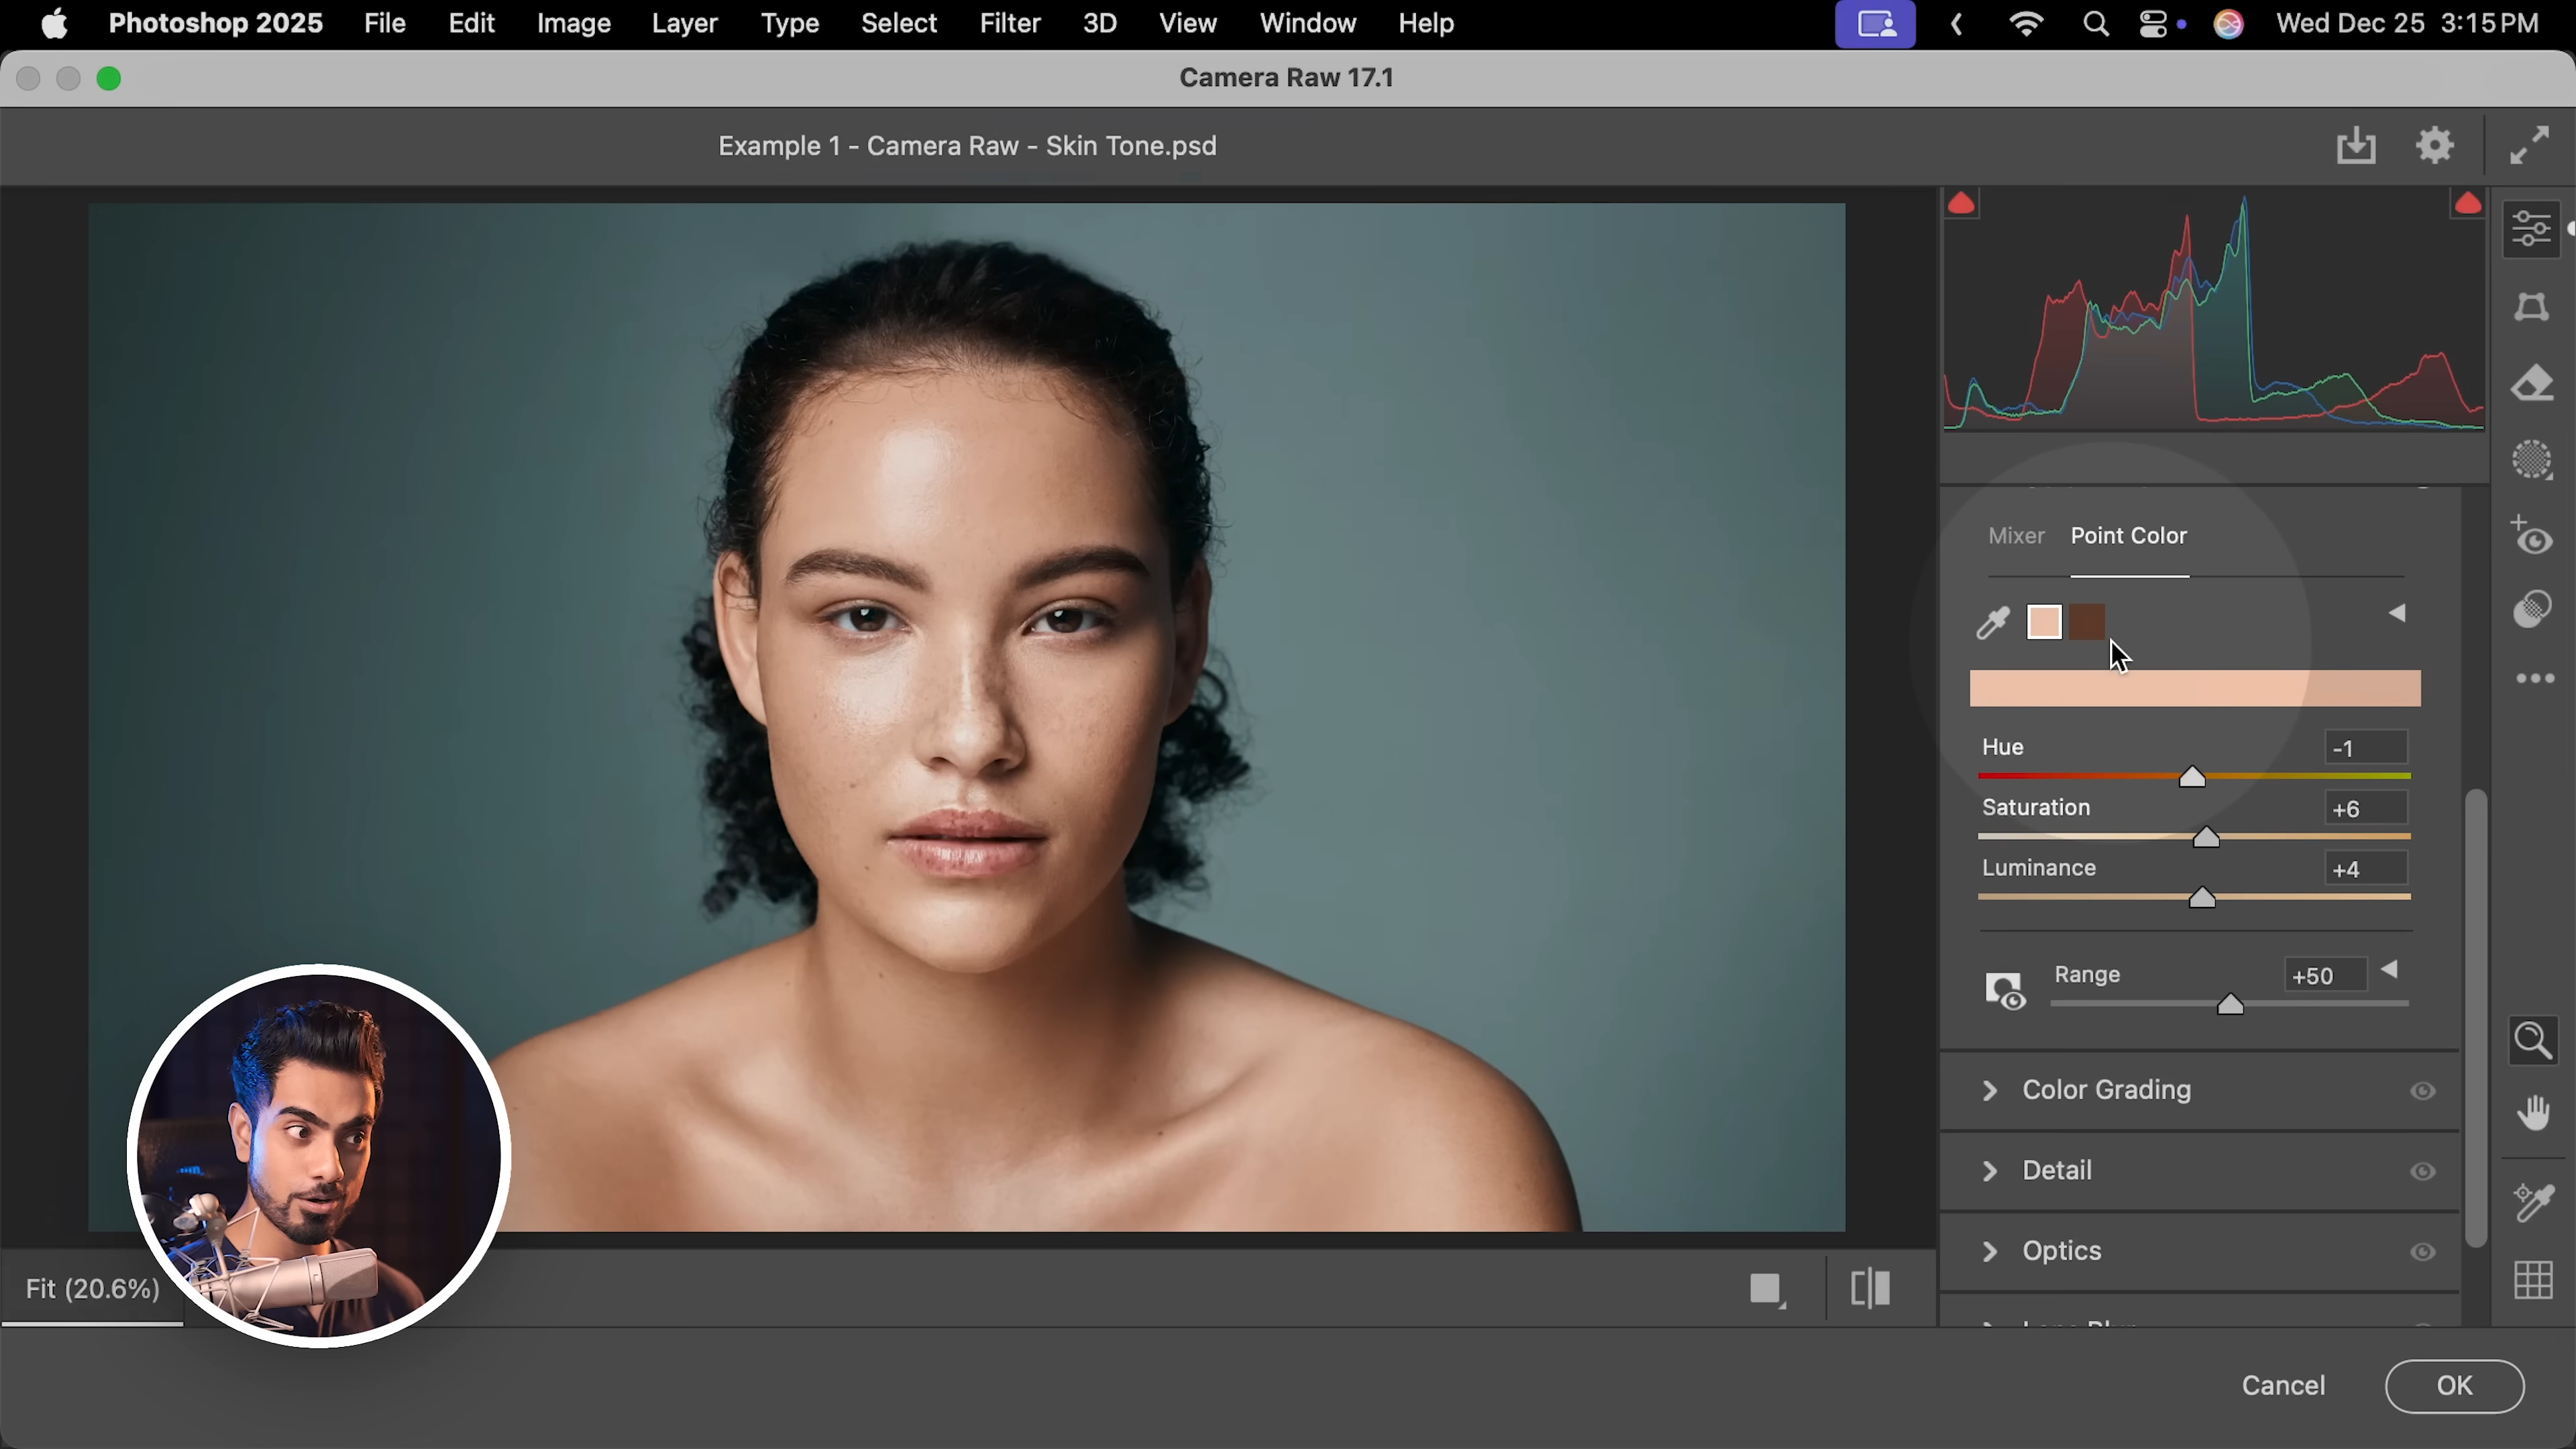 Photoshop 2025 File Edit Image Layer Type Select Filter 3D View Window Help Wed Dec 25 3:15 PM
Camera Raw 17.1
Example 1 - Camera Raw - Skin Tone.psd
Mixer Point Color
Hue -1
Saturation +6
Luminance +4
Range +50
Color Grading
Detail
Optics
Fit (20.6%)
Cancel OK